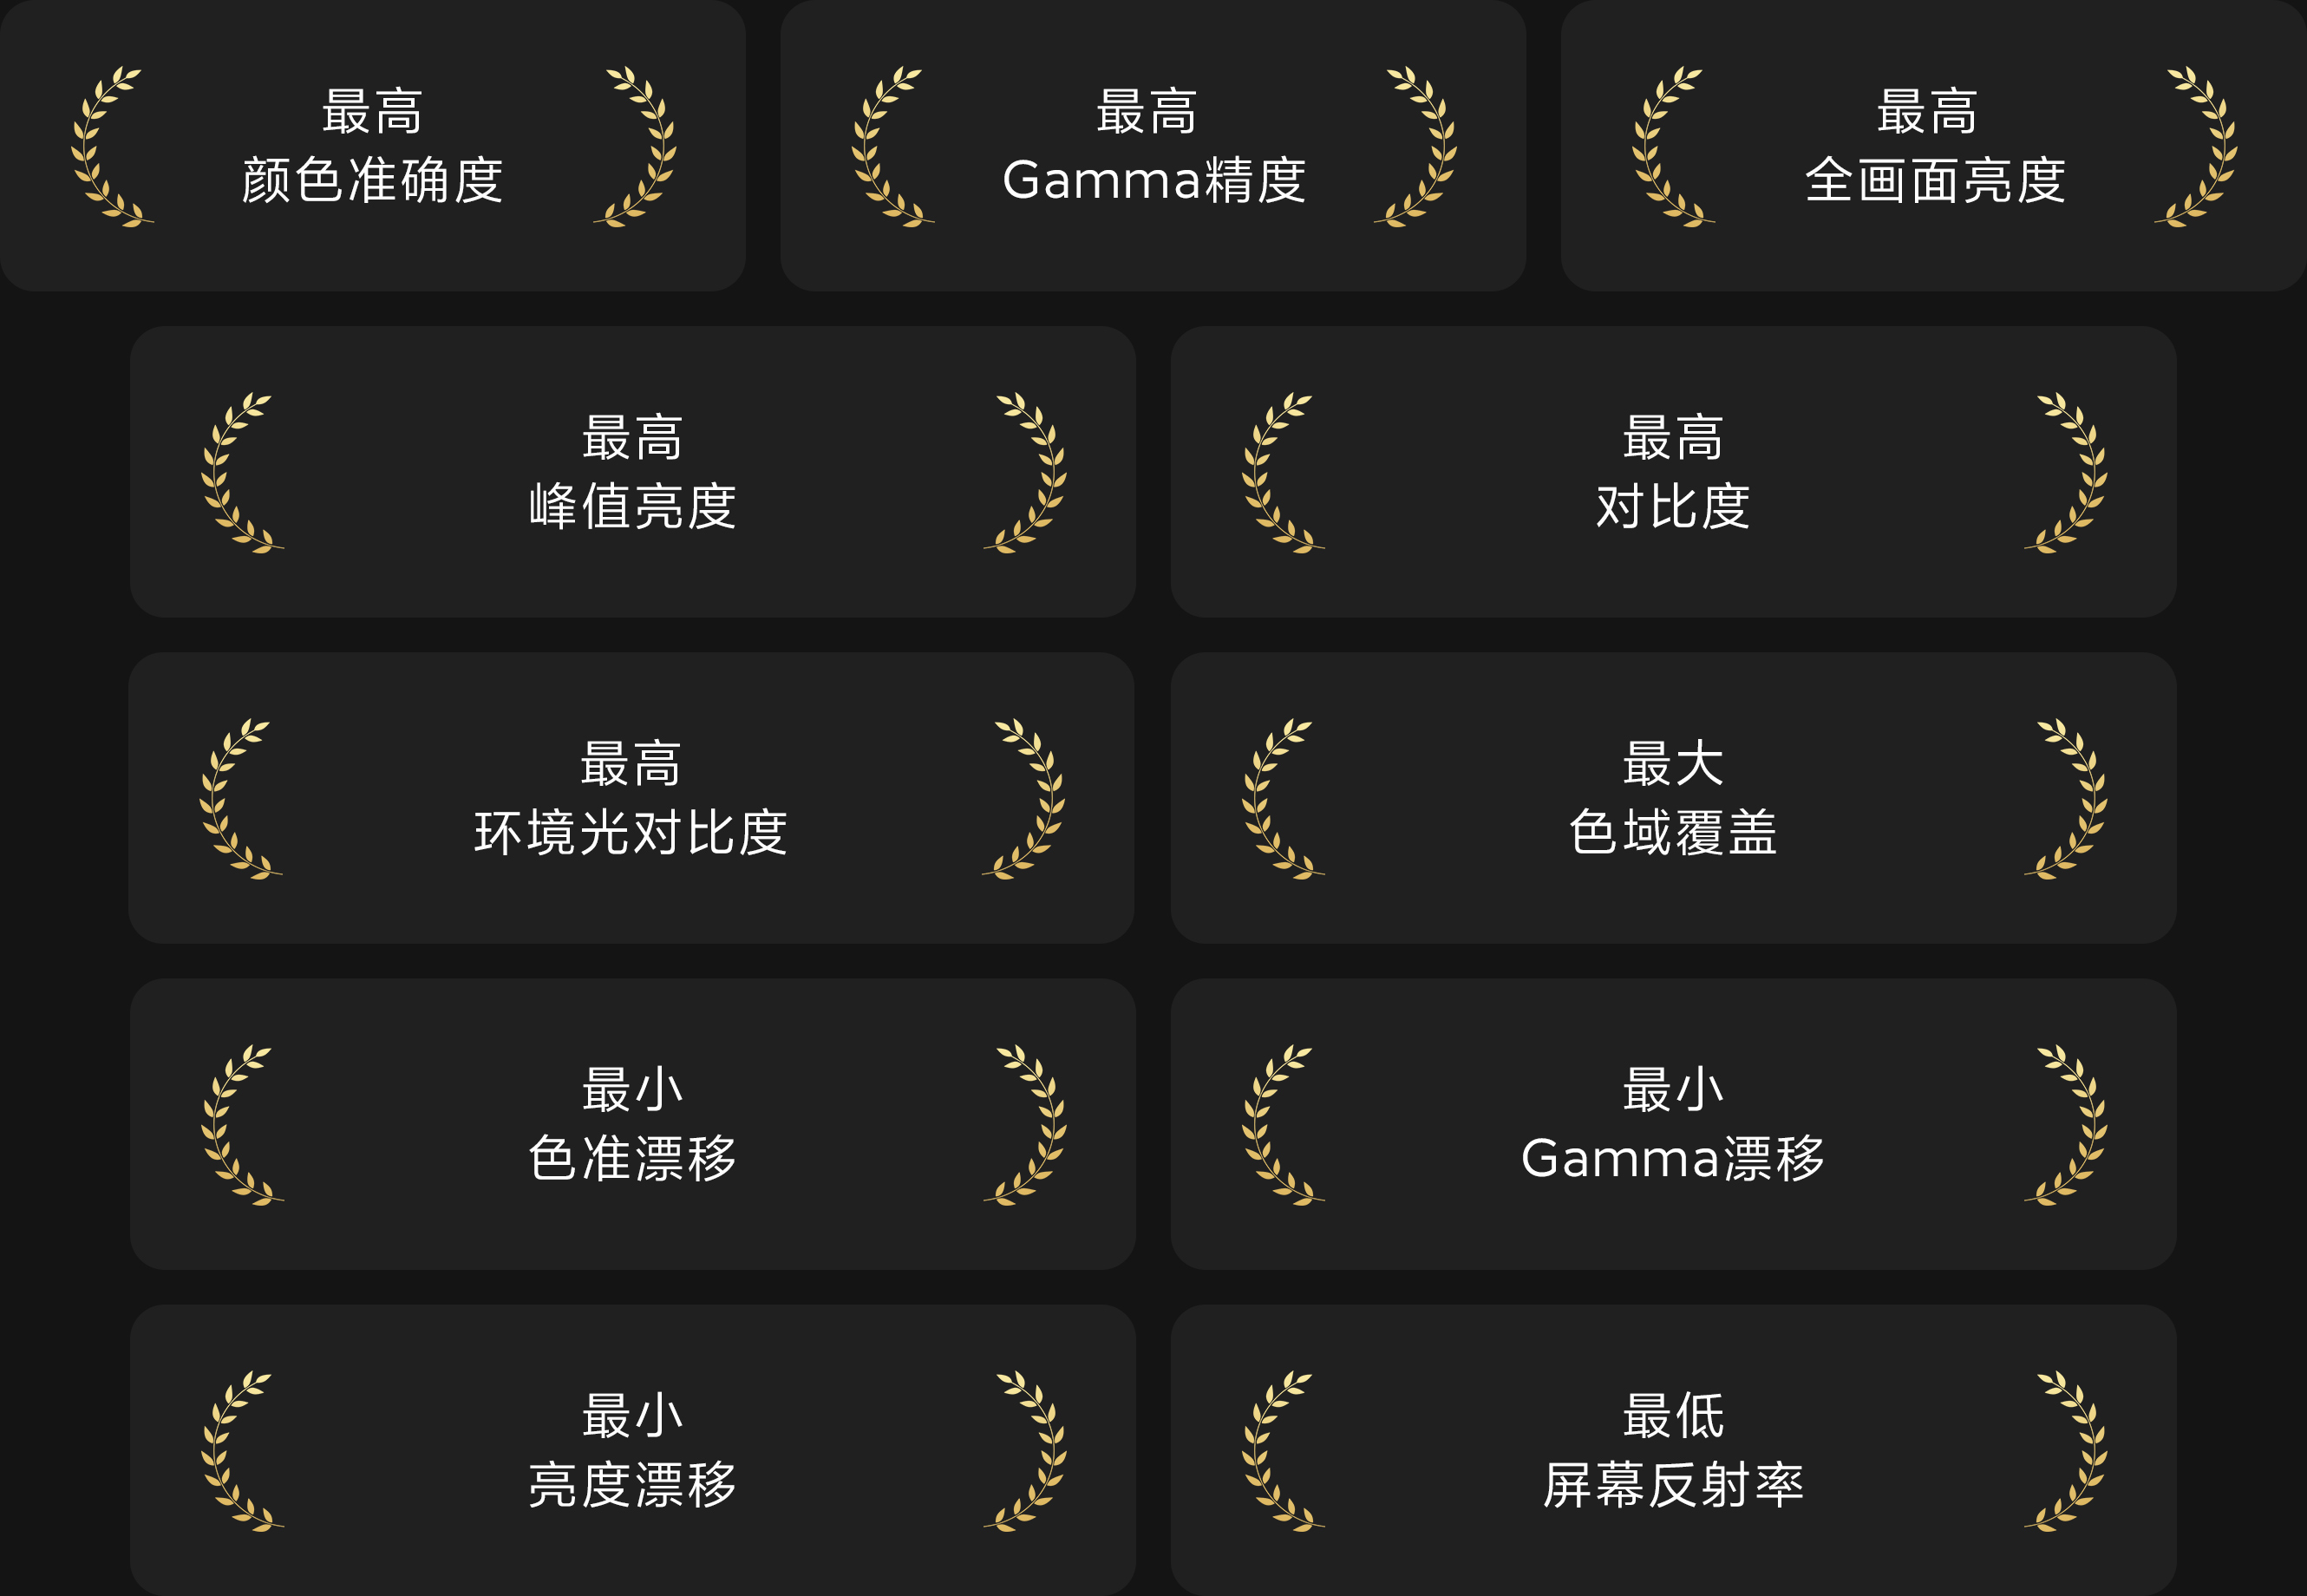 最高
颜色准确度
最高
Gamma精度
最高
全画面亮度
最高
峰值亮度
最高
对比度
最高
环境光对比度
最大
色域覆盖
最小
色准漂移
最小
Gamma漂移
最小
亮度漂移
最低
屏幕反射率